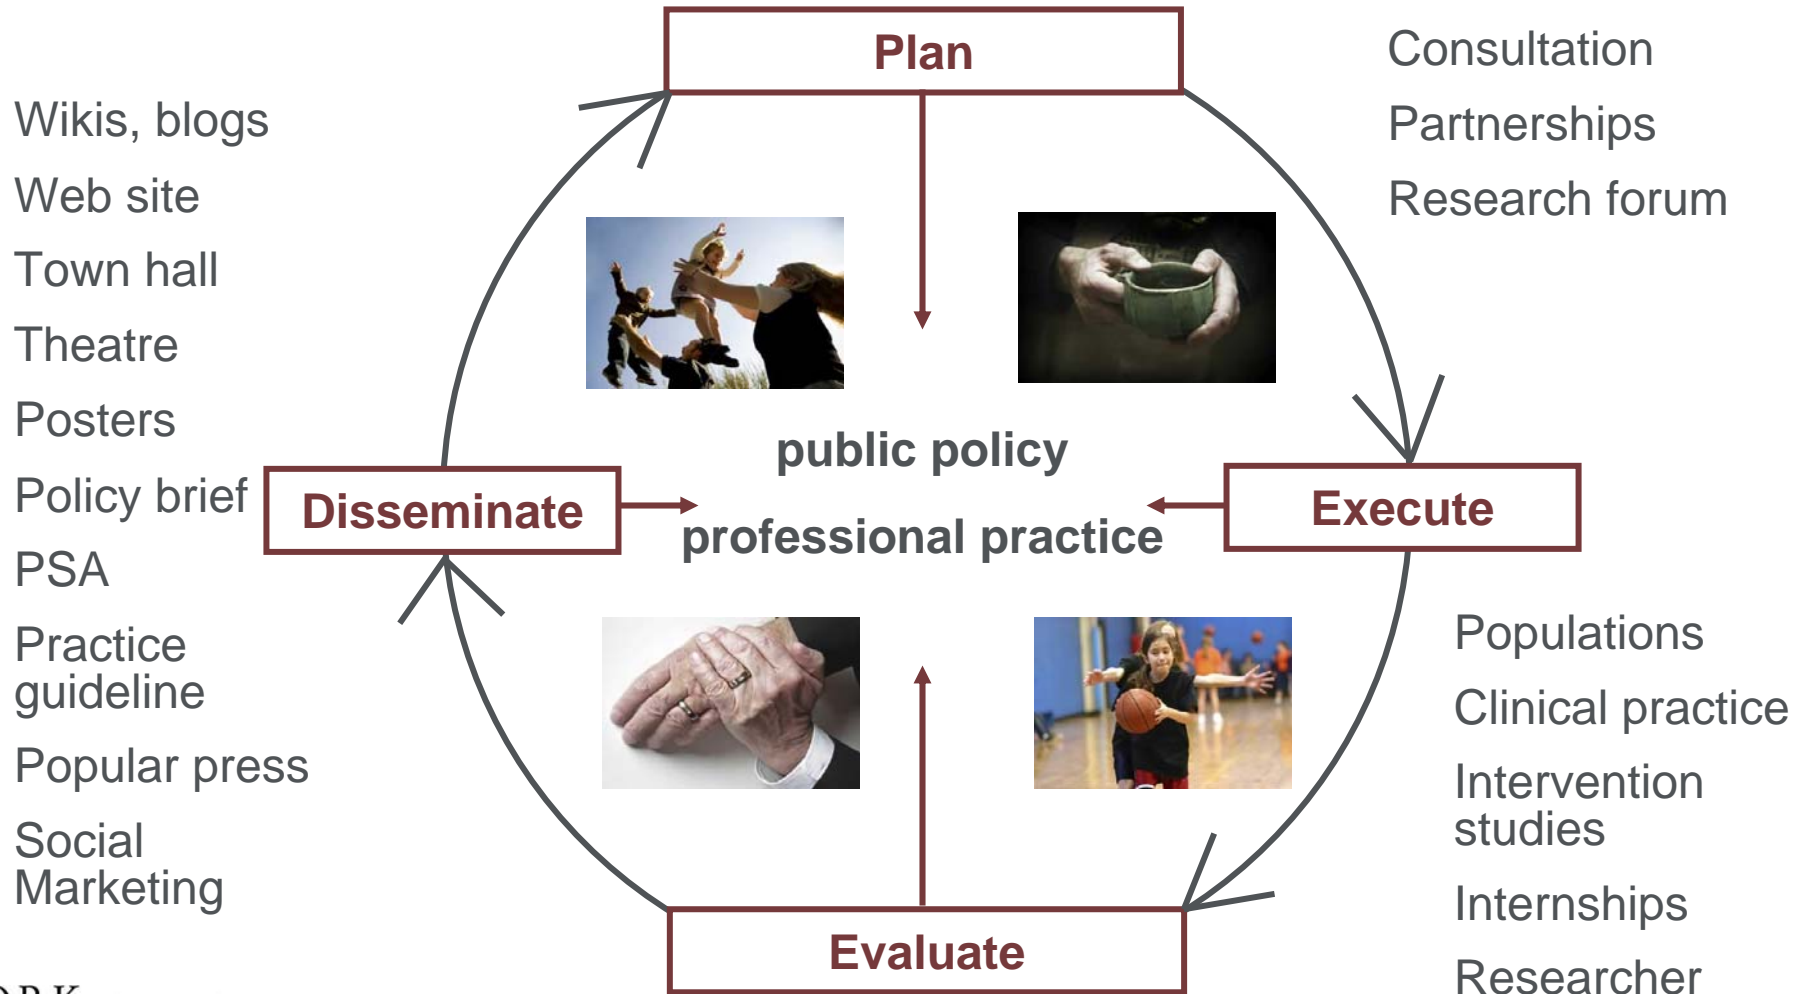 Plan
Consultation
Partnerships
Research forum
Wikis, blogs
Web site
Town hall
Theatre
Posters
Policy brief
PSA
Practice
guideline
Popular press
Social
Marketing
Disseminate
public policy
professional practice
Execute
Populations
Clinical practice
Intervention
studies
Internships
Researcher
Evaluate